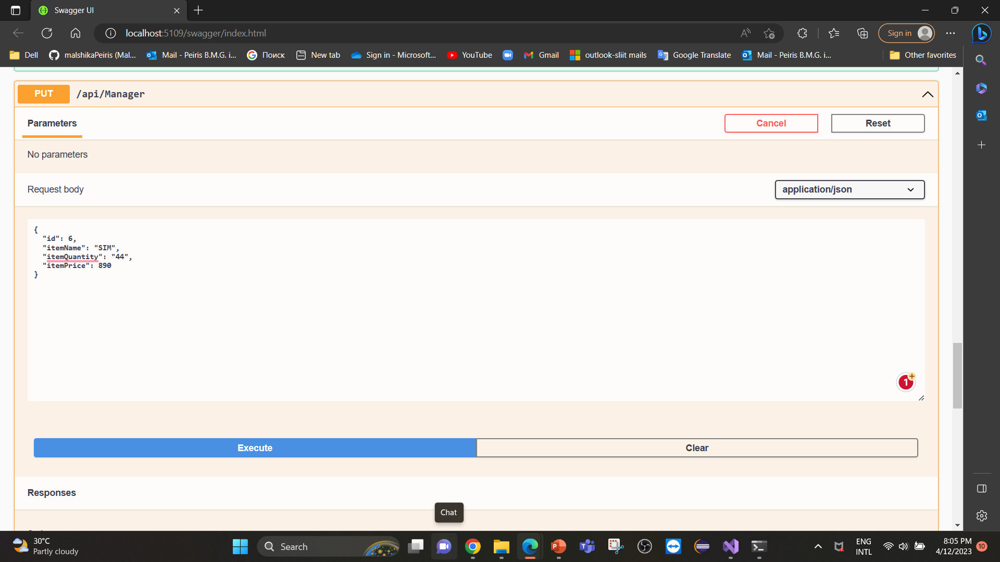 Swagger UI
localhost:5109/swagger/index.html
Sign in
Dell
malshikaPeiris (Mal...
Mail - Peiris B.M.G. i...
Поиск
New tab
Sign in - Microsoft...
YouTube
Gmail
outlook-sliit mails
Google Translate
Mail - Peiris B.M.G. i...
Other favorites
PUT /api/Manager
Parameters
Cancel
Reset
No parameters
Request body
application/json
{
"id": 6,
"itemName": "SIM",
"itemQuantity": "44",
"itemPrice": 890
}
1
Execute
Clear
Responses
Chat
30°C
Partly cloudy
Search
ENG
INTL
8:05 PM
4/12/2023
10